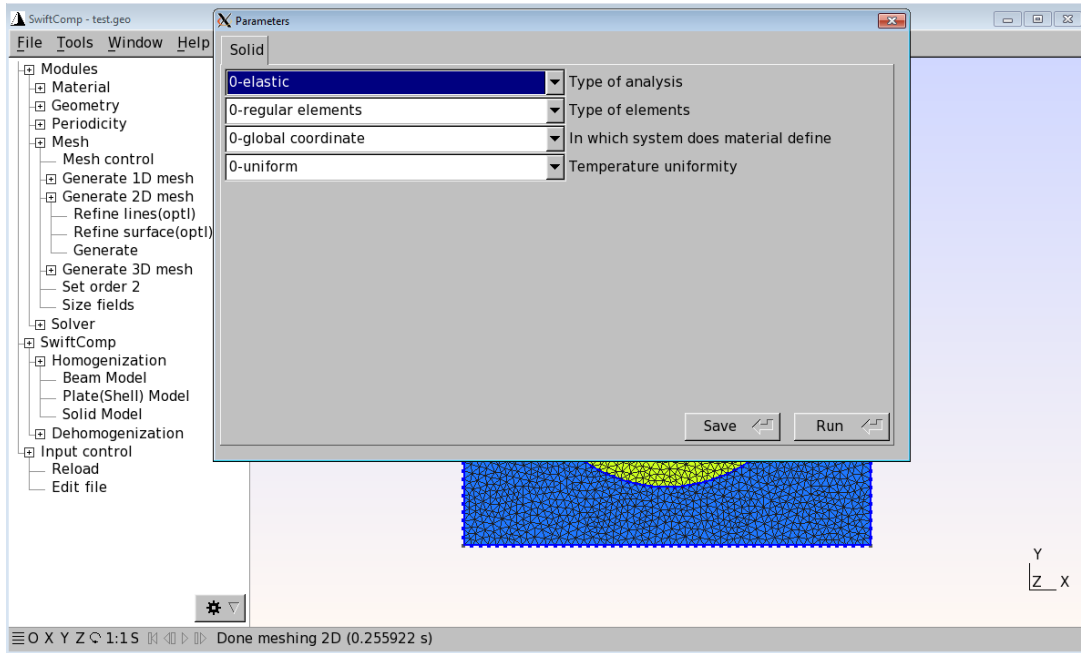 SwiftComp - test.geo
File Tools Window Help
Modules
Material
Geometry
Periodicity
Mesh
Mesh control
Generate 1D mesh
Generate 2D mesh
Refine lines(optl)
Refine surface(optl)
Generate
Generate 3D mesh
Set order 2
Size fields
Solver
SwiftComp
Homogenization
Beam Model
Plate(Shell) Model
Solid Model
Dehomogenization
Input control
Reload
Edit file
Parameters
Solid
0-elastic Type of analysis
0-regular elements Type of elements
0-global coordinate In which system does material define
0-uniform Temperature uniformity
Save Run
Y
Z X
O X Y Z 1:1 S Done meshing 2D (0.255922 s)